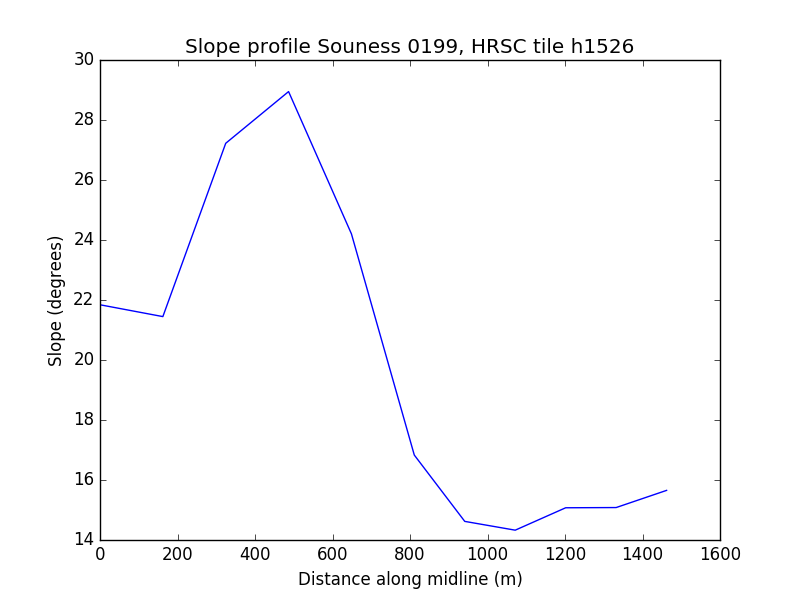 Slope profile Souness 0199, HRSC tile h1526
30
28
26
24
22
20
18
16
14
Slope (degrees)
0 200 400 600 800 1000 1200 1400 1600
Distance along midline (m)